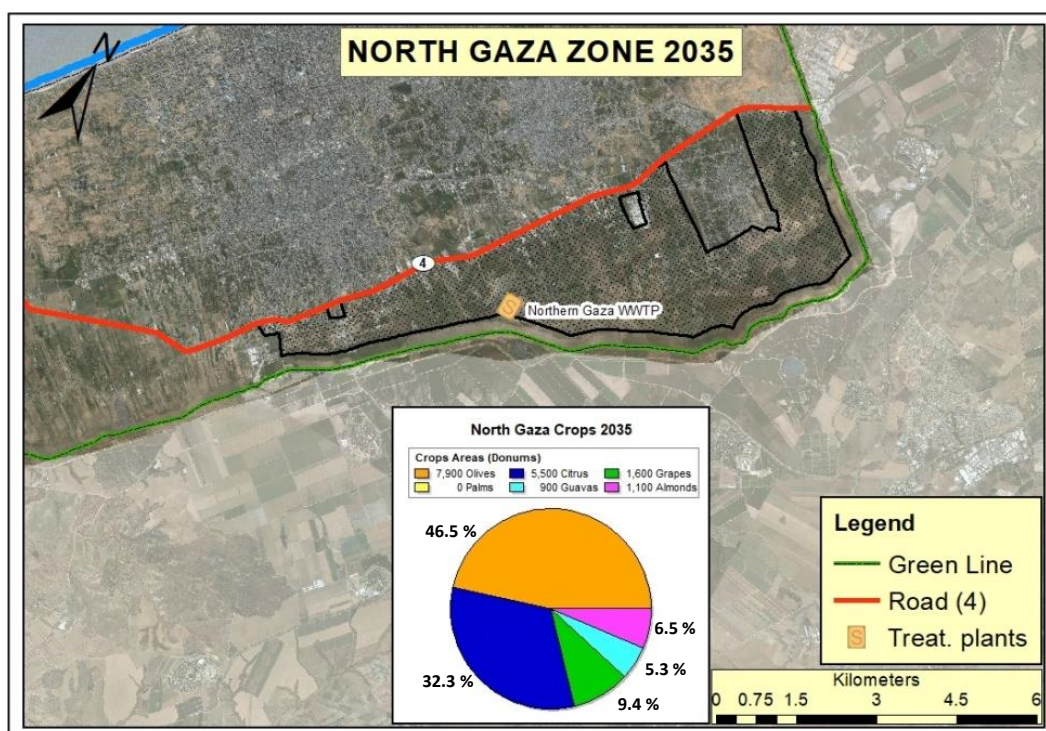 NORTH GAZA ZONE 2035
N
4
S Northern Gaza WWTP
North Gaza Crops 2035
Crops Areas (Donums)
7,900 Olives 5,500 Citrus 1,600 Grapes
0 Palms 900 Guavas 1,100 Almonds
46.5 %
6.5 %
5.3 %
32.3 %
9.4 %
Legend
Green Line
Road (4)
S Treat. plants
Kilometers
0 0.75 1.5 3 4.5 6